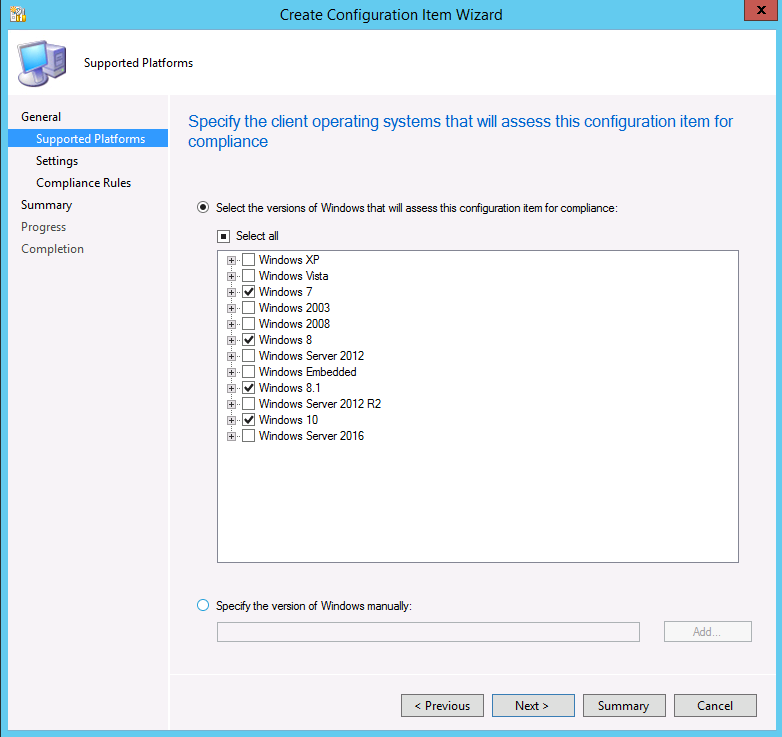 Create Configuration Item Wizard
x
Supported Platforms
General
Supported Platforms
Settings
Compliance Rules
Summary
Progress
Completion
Specify the client operating systems that will assess this configuration item for
compliance
Select the versions of Windows that will assess this configuration item for compliance:
Select all
Windows XP
Windows Vista
Windows 7
Windows 2003
Windows 2008
Windows 8
Windows Server 2012
Windows Embedded
Windows 8.1
Windows Server 2012 R2
Windows 10
Windows Server 2016
Specify the version of Windows manually:
Add...
< Previous
Next >
Summary
Cancel